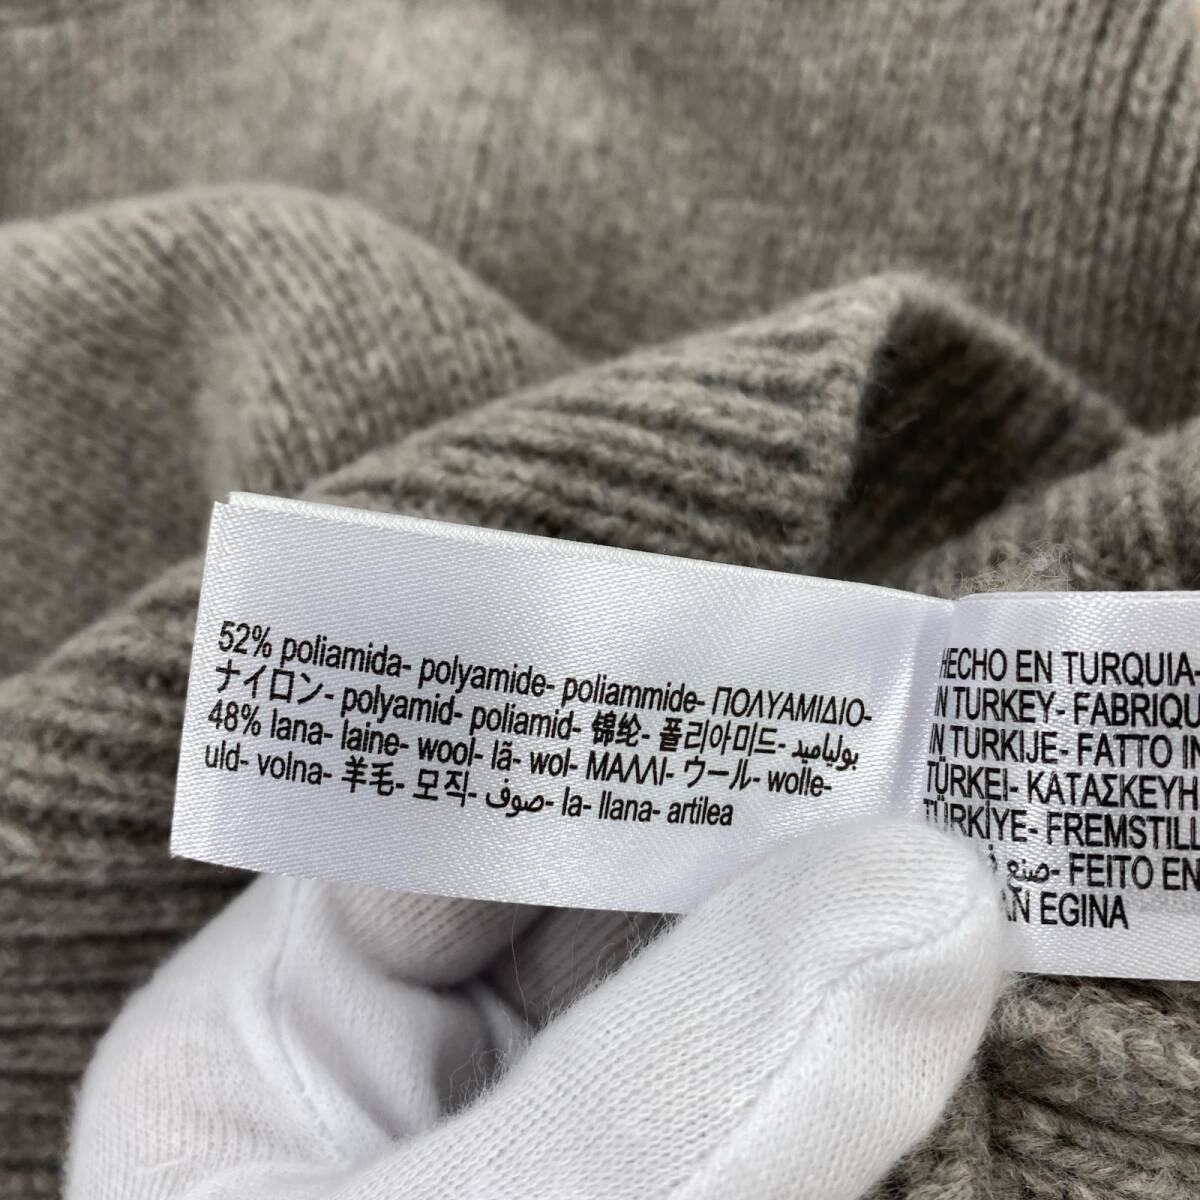 52% poliamida- polyamide- poliammide- ΠΟΛΥΑΜΙΔΙΟ-
ナイロン- polyamid- poliamid- 锦纶- 폴리아미드- بولياميد
48% lana- laine- wool- lã- wol- ΜΑΛΛΙ- ウール- wolle-
uld- volna- 羊毛- 모직- صوف- la- llana- artilea
HECHO EN TURQUIA-
IN TURKEY- FABRIQU
IN TURKIJE- FATTO IN
TÜRKEI- ΚΑΤΑΣΚΕΥΗ
TÜRKİYE- FREMSTILL
صنع في- FEITO EN
AN EGINA